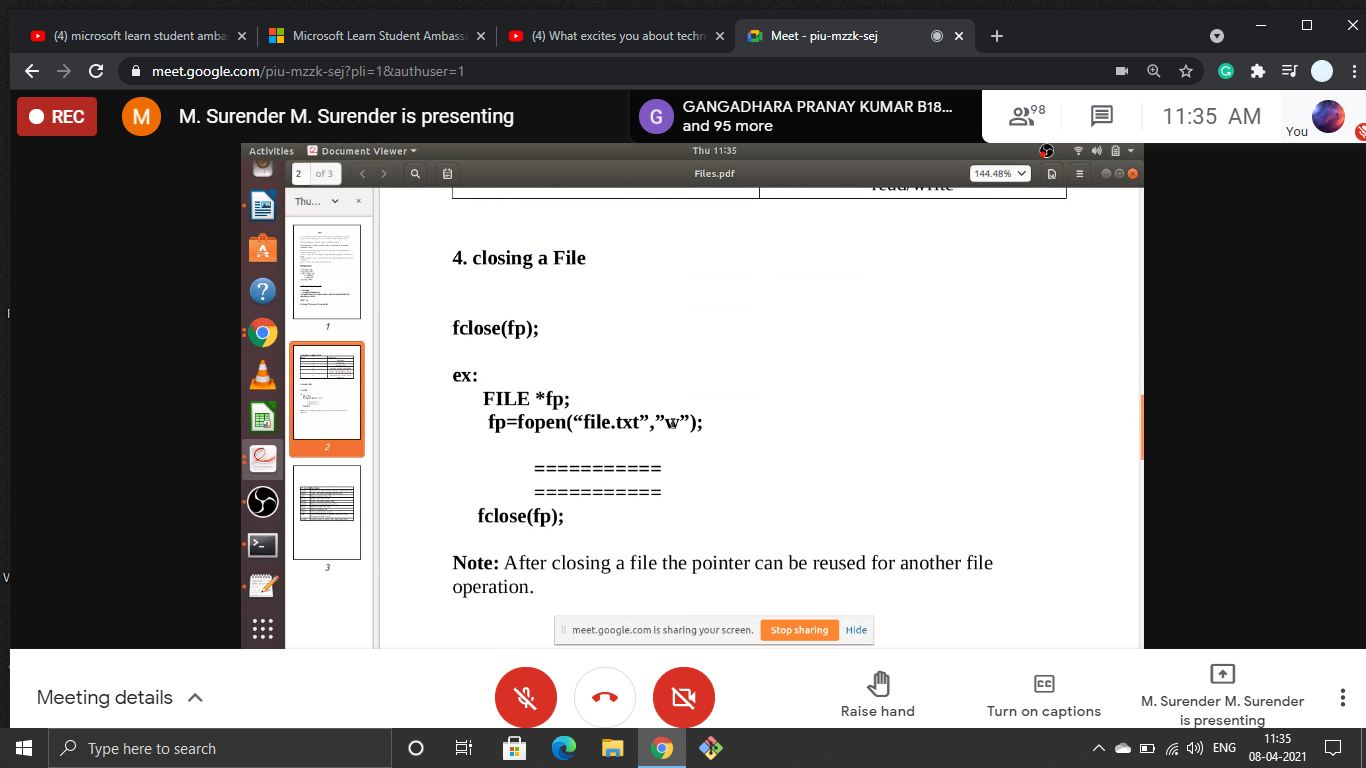 (4) microsoft learn student amba
Microsoft Learn Student Ambass
(4) What excites you about techn
Meet - piu-mzzk-sej
meet.google.com/piu-mzzk-sej?pli=1&authuser=1
REC
M
M. Surender M. Surender is presenting
G
GANGADHARA PRANAY KUMAR B18...
and 95 more
98
11:35 AM
You
Activities
Document Viewer
Thu 11:35
2
of 3
Files.pdf
144.48%
Thu...
read/write
4. closing a File
fclose(fp);
ex:
FILE *fp;
fp=fopen(“file.txt”,”w”);
===========
===========
fclose(fp);
Note: After closing a file the pointer can be reused for another file
operation.
1
2
3
meet.google.com is sharing your screen.
Stop sharing
Hide
Meeting details
Raise hand
Turn on captions
M. Surender M. Surender
is presenting
Type here to search
ENG
11:35
08-04-2021